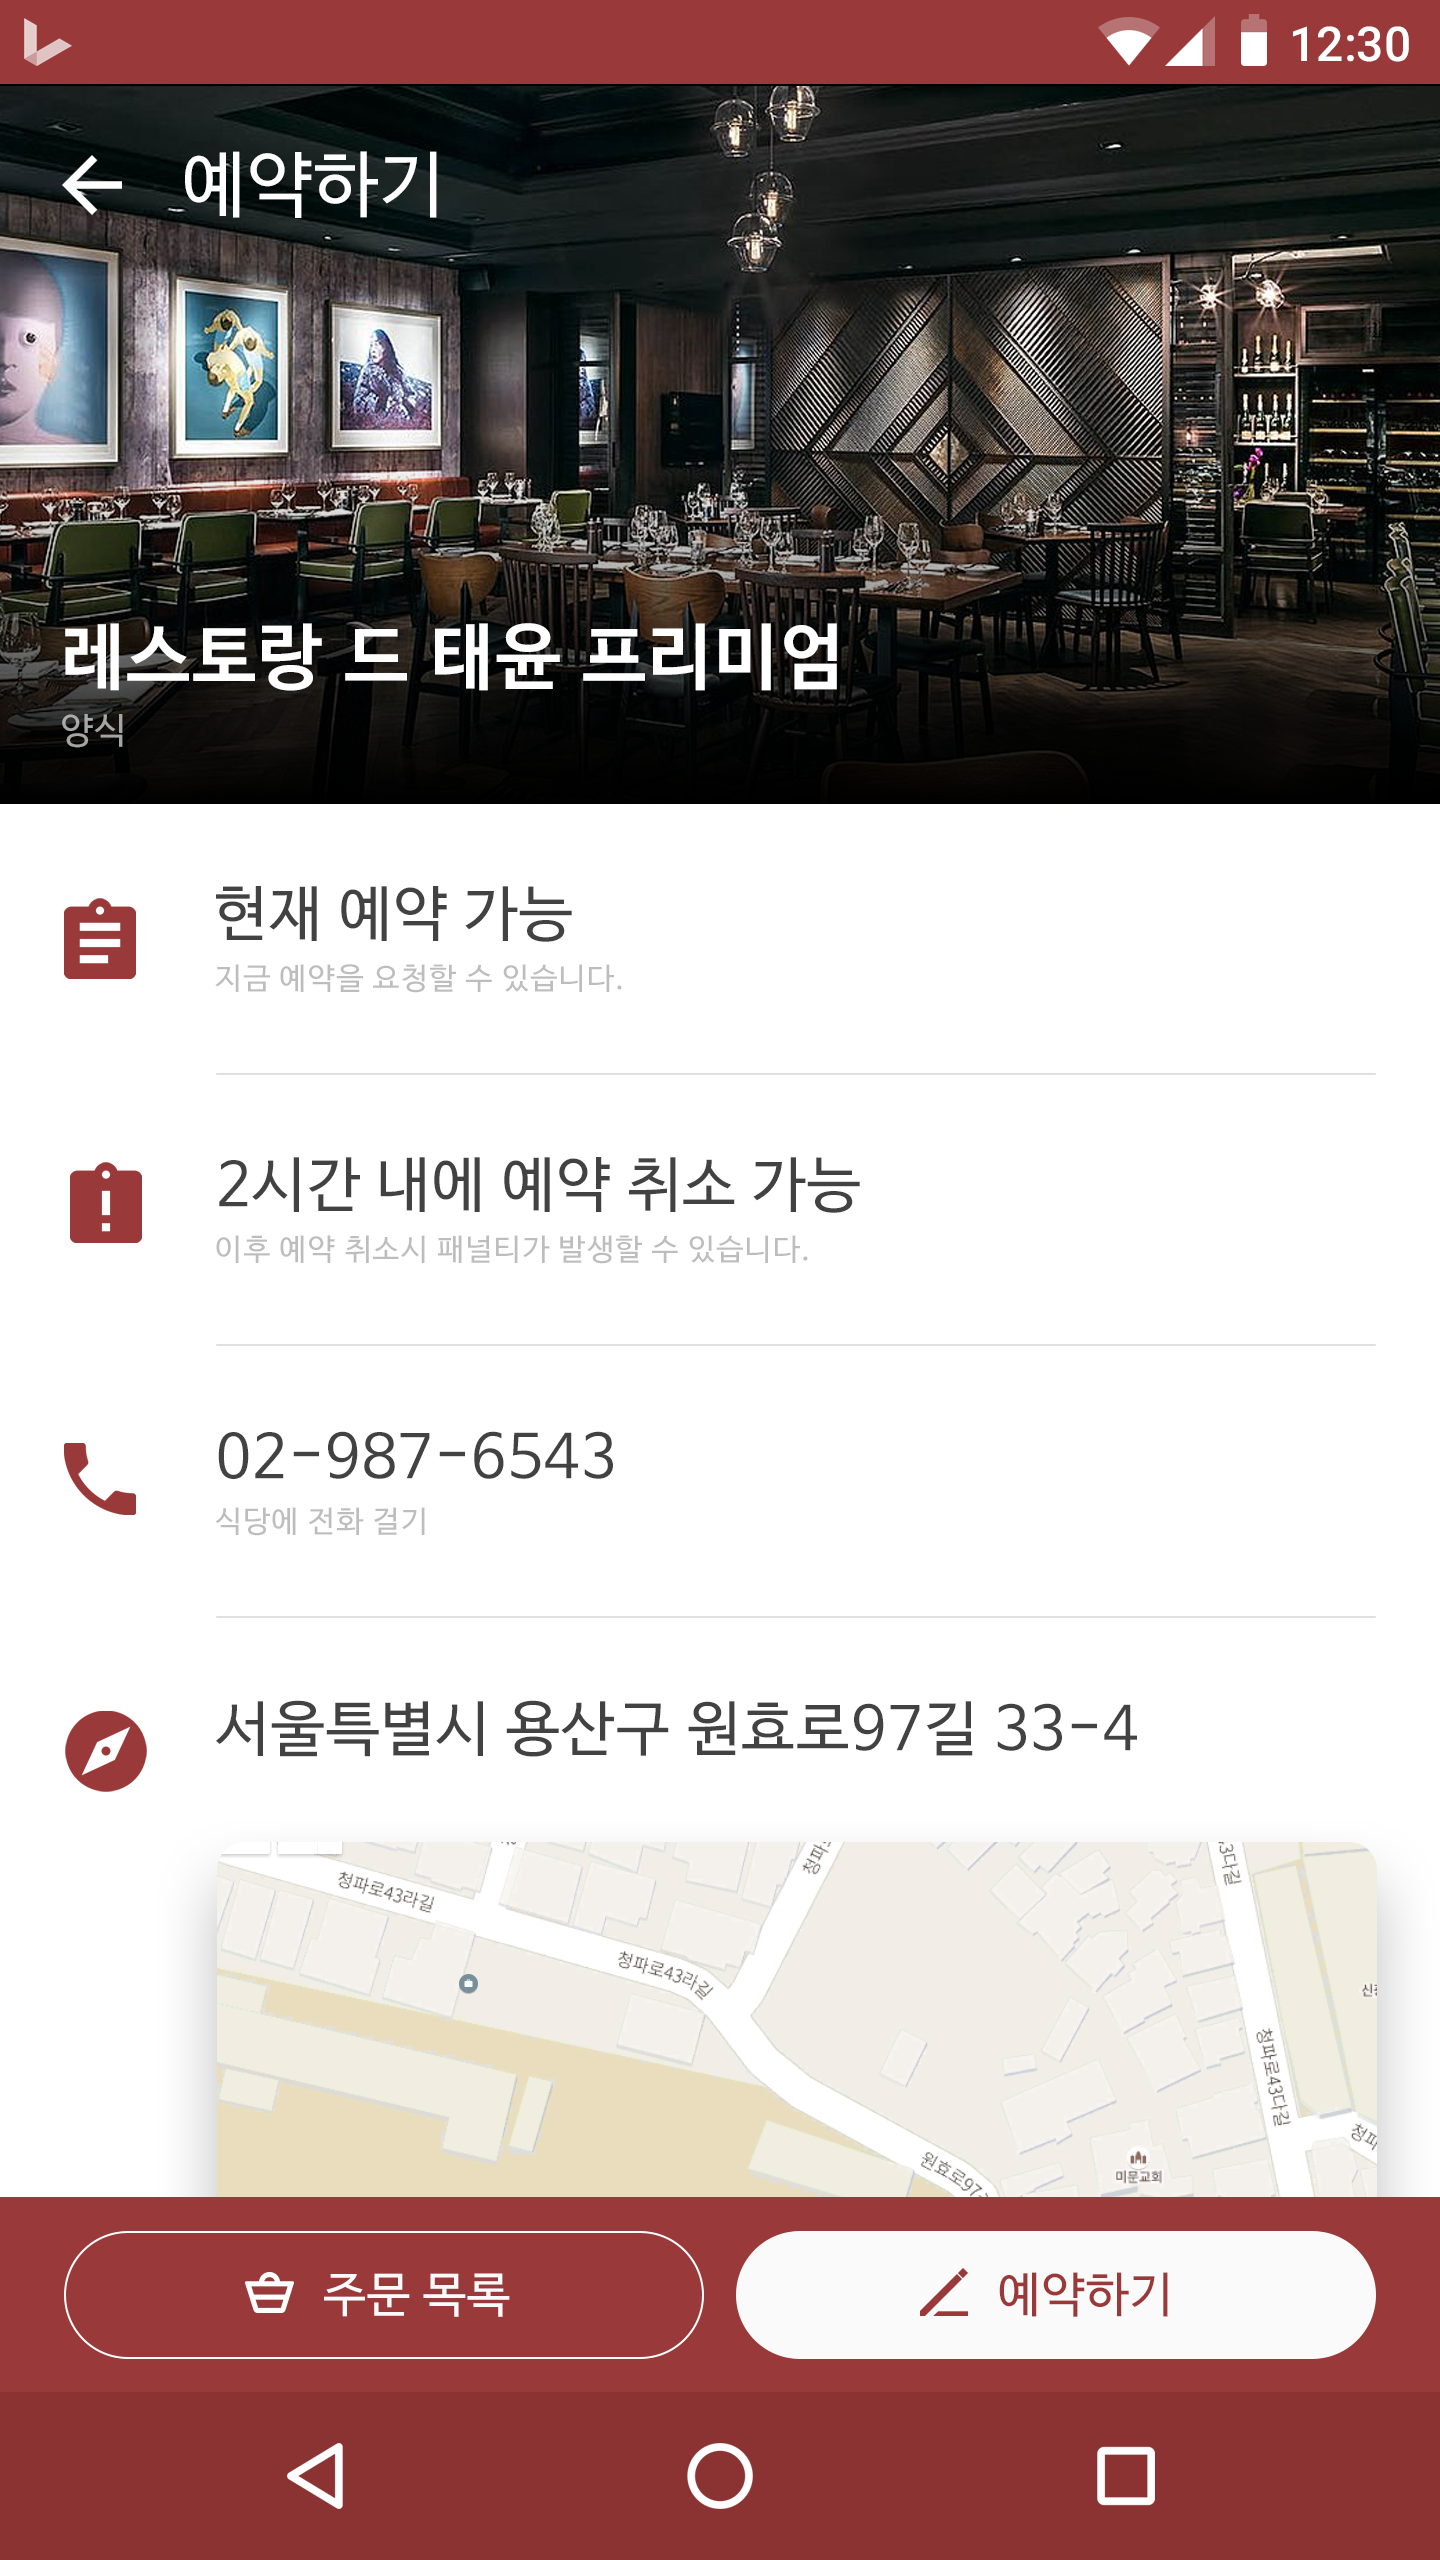 12:30
예약하기
레스토랑 드 태윤 프리미엄
양식
현재 예약 가능
지금 예약을 요청할 수 있습니다.
2시간 내에 예약 취소 가능
이후 예약 취소시 패널티가 발생할 수 있습니다.
02-987-6543
식당에 전화 걸기
서울특별시 용산구 원효로97길 33-4
청파로43라길
청파
43다길
청파로43라길
청파로43다길
원효로97
미문교회
주문 목록
예약하기